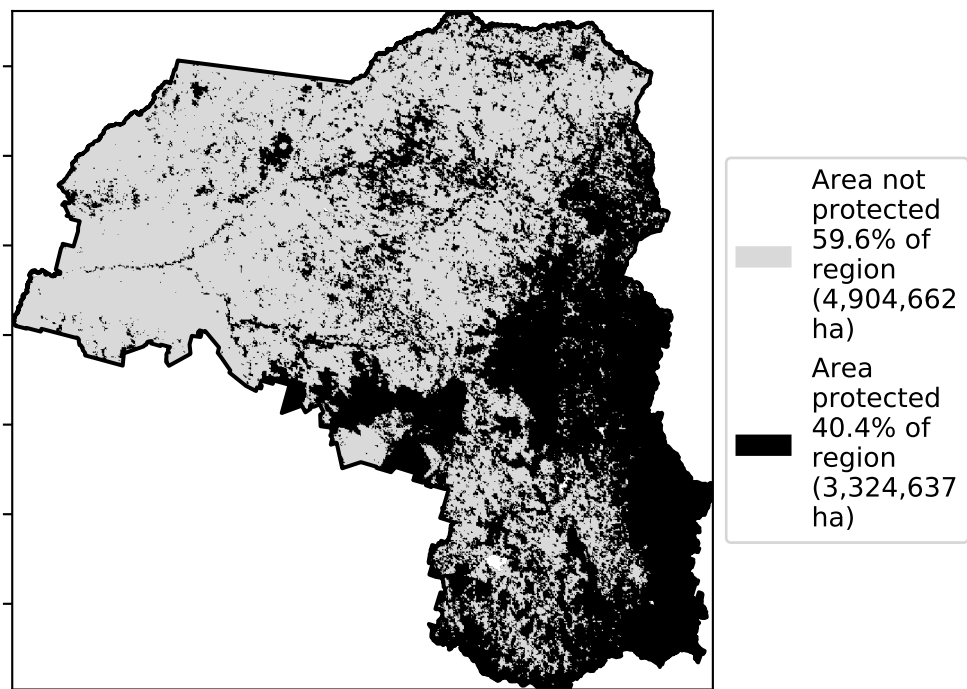 Area not
protected
59.6% of
region
(4,904,662
ha)
Area
protected
40.4% of
region
(3,324,637
ha)